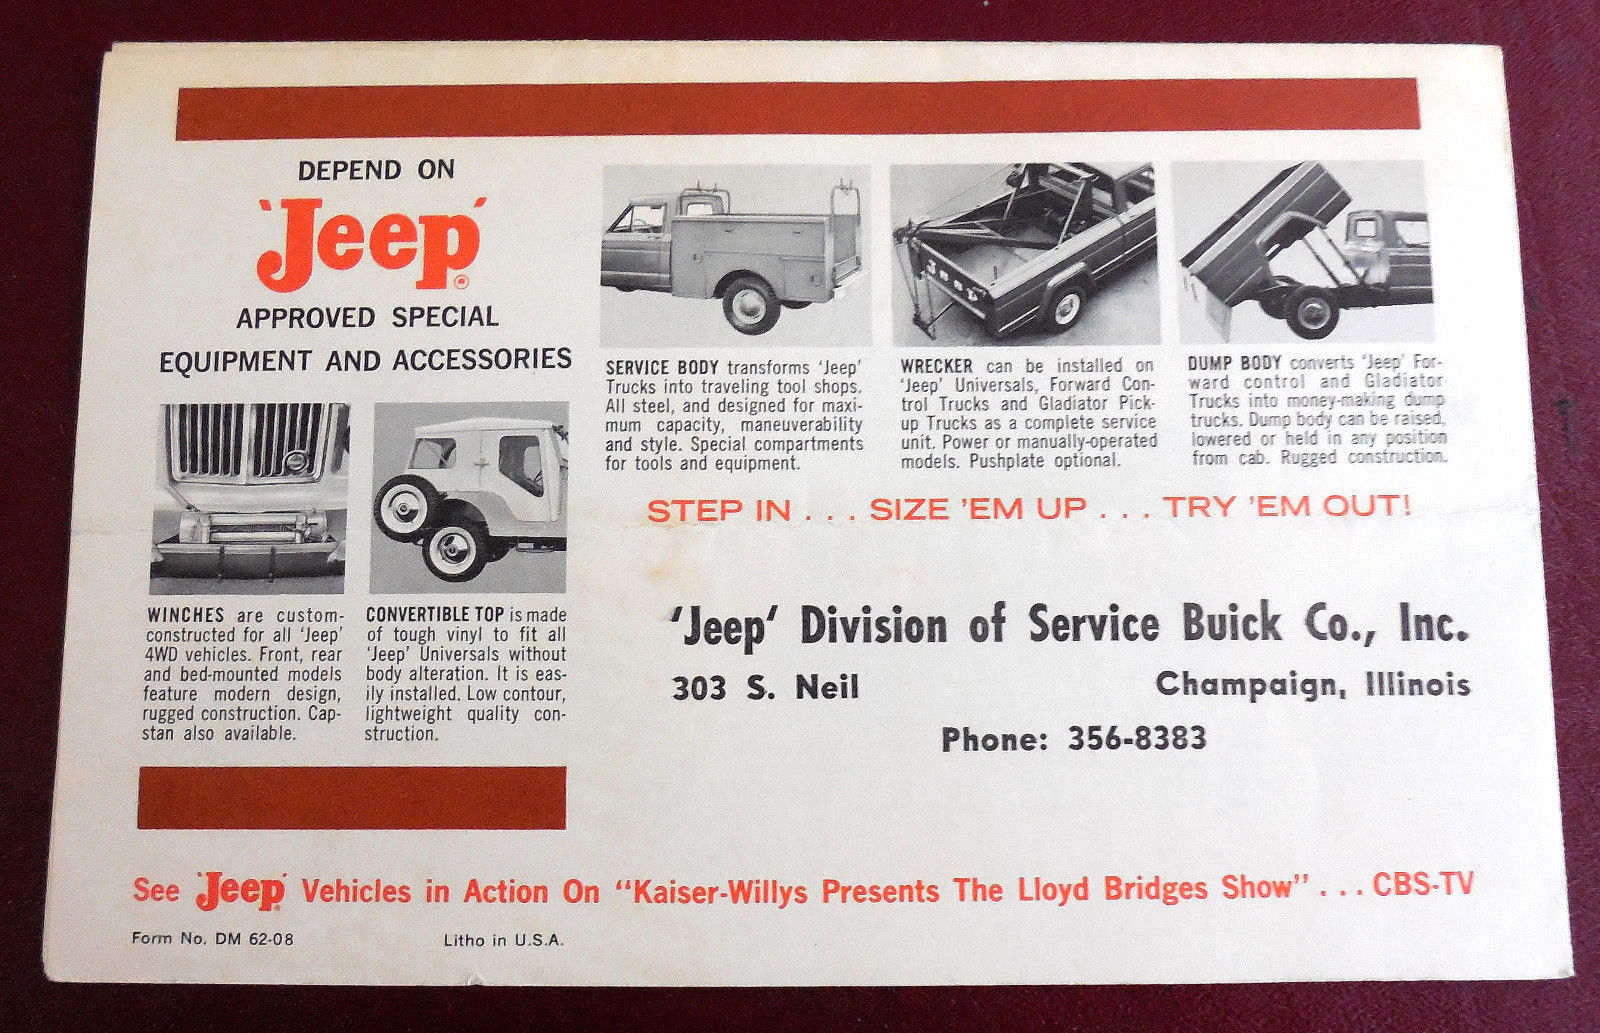 DEPEND ON
'Jeep'®
APPROVED SPECIAL
EQUIPMENT AND ACCESSORIES
WINCHES are custom-
constructed for all 'Jeep'
4WD vehicles. Front, rear
and bed-mounted models
feature modern design,
rugged construction. Cap-
stan also available.
CONVERTIBLE TOP is made
of tough vinyl to fit all
'Jeep' Universals without
body alteration. It is eas-
ily installed. Low contour,
lightweight quality con-
struction.
Jeep
SERVICE BODY transforms 'Jeep'
Trucks into traveling tool shops.
All steel, and designed for maxi-
mum capacity, maneuverability
and style. Special compartments
for tools and equipment.
WRECKER can be installed on
'Jeep' Universals, Forward Con-
trol Trucks and Gladiator Pick-
up Trucks as a complete service
unit. Power or manually-operated
models. Pushplate optional.
DUMP BODY converts 'Jeep' For-
ward control and Gladiator
Trucks into money-making dump
trucks. Dump body can be raised,
lowered or held in any position
from cab. Rugged construction.
STEP IN . . . SIZE 'EM UP . . . TRY 'EM OUT!
'Jeep' Division of Service Buick Co., Inc.
303 S. Neil Champaign, Illinois
Phone: 356-8383
See 'Jeep' Vehicles in Action On "Kaiser-Willys Presents The Lloyd Bridges Show" . . . CBS-TV
Form No. DM 62-08 Litho in U.S.A.